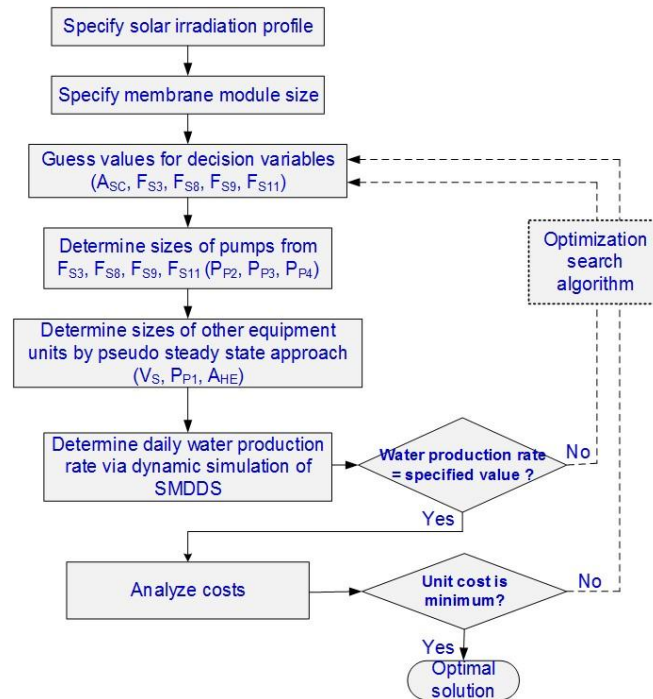 Specify solar irradiation profile
Specify membrane module size
Guess values for decision variables
(ASC, FS3, FS8, FS9, FS11)
Determine sizes of pumps from
FS3, FS8, FS9, FS11 (PP2, PP3, PP4)
Optimization
search
algorithm
Determine sizes of other equipment
units by pseudo steady state approach
(VS, PP1, AHE)
Determine daily water production
rate via dynamic simulation of
SMDDS
Water production rate
= specified value ?
No
Yes
Analyze costs
Unit cost is
minimum?
No
Yes
Optimal
solution